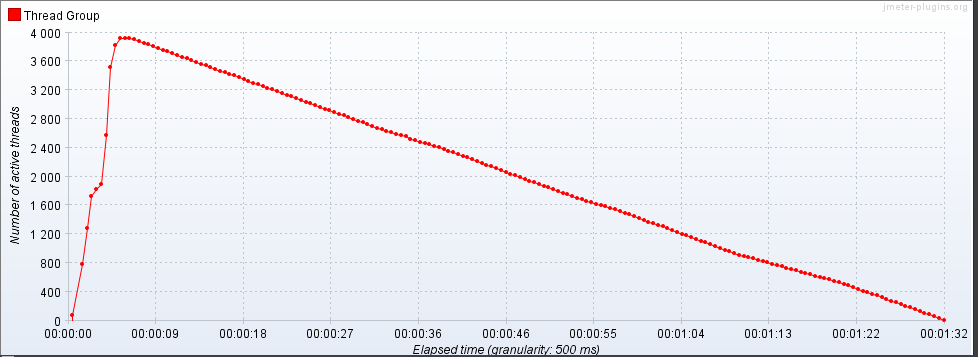 jmeter-plugins.org
Thread Group
4 000
3 600
3 200
2 800
2 400
2 000
1 600
1 200
800
400
0
Number of active threads
00:00:00 00:00:09 00:00:18 00:00:27 00:00:36 00:00:46 00:00:55 00:01:04 00:01:13 00:01:22 00:01:32
Elapsed time (granularity: 500 ms)